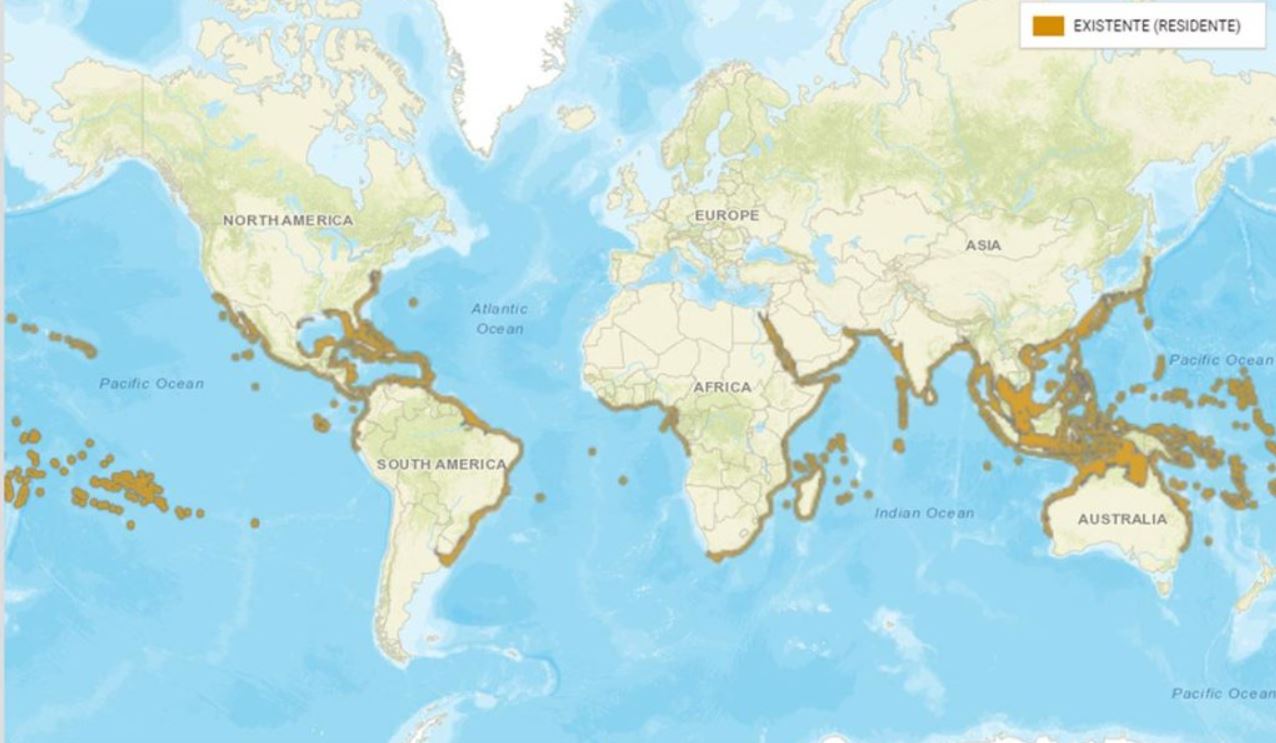 EXISTENTE (RESIDENTE)
NORTH AMERICA
EUROPE
ASIA
Atlantic
Ocean
Pacific Ocean
Pacific Ocean
AFRICA
SOUTH AMERICA
Indian Ocean
AUSTRALIA
Pacific Ocean